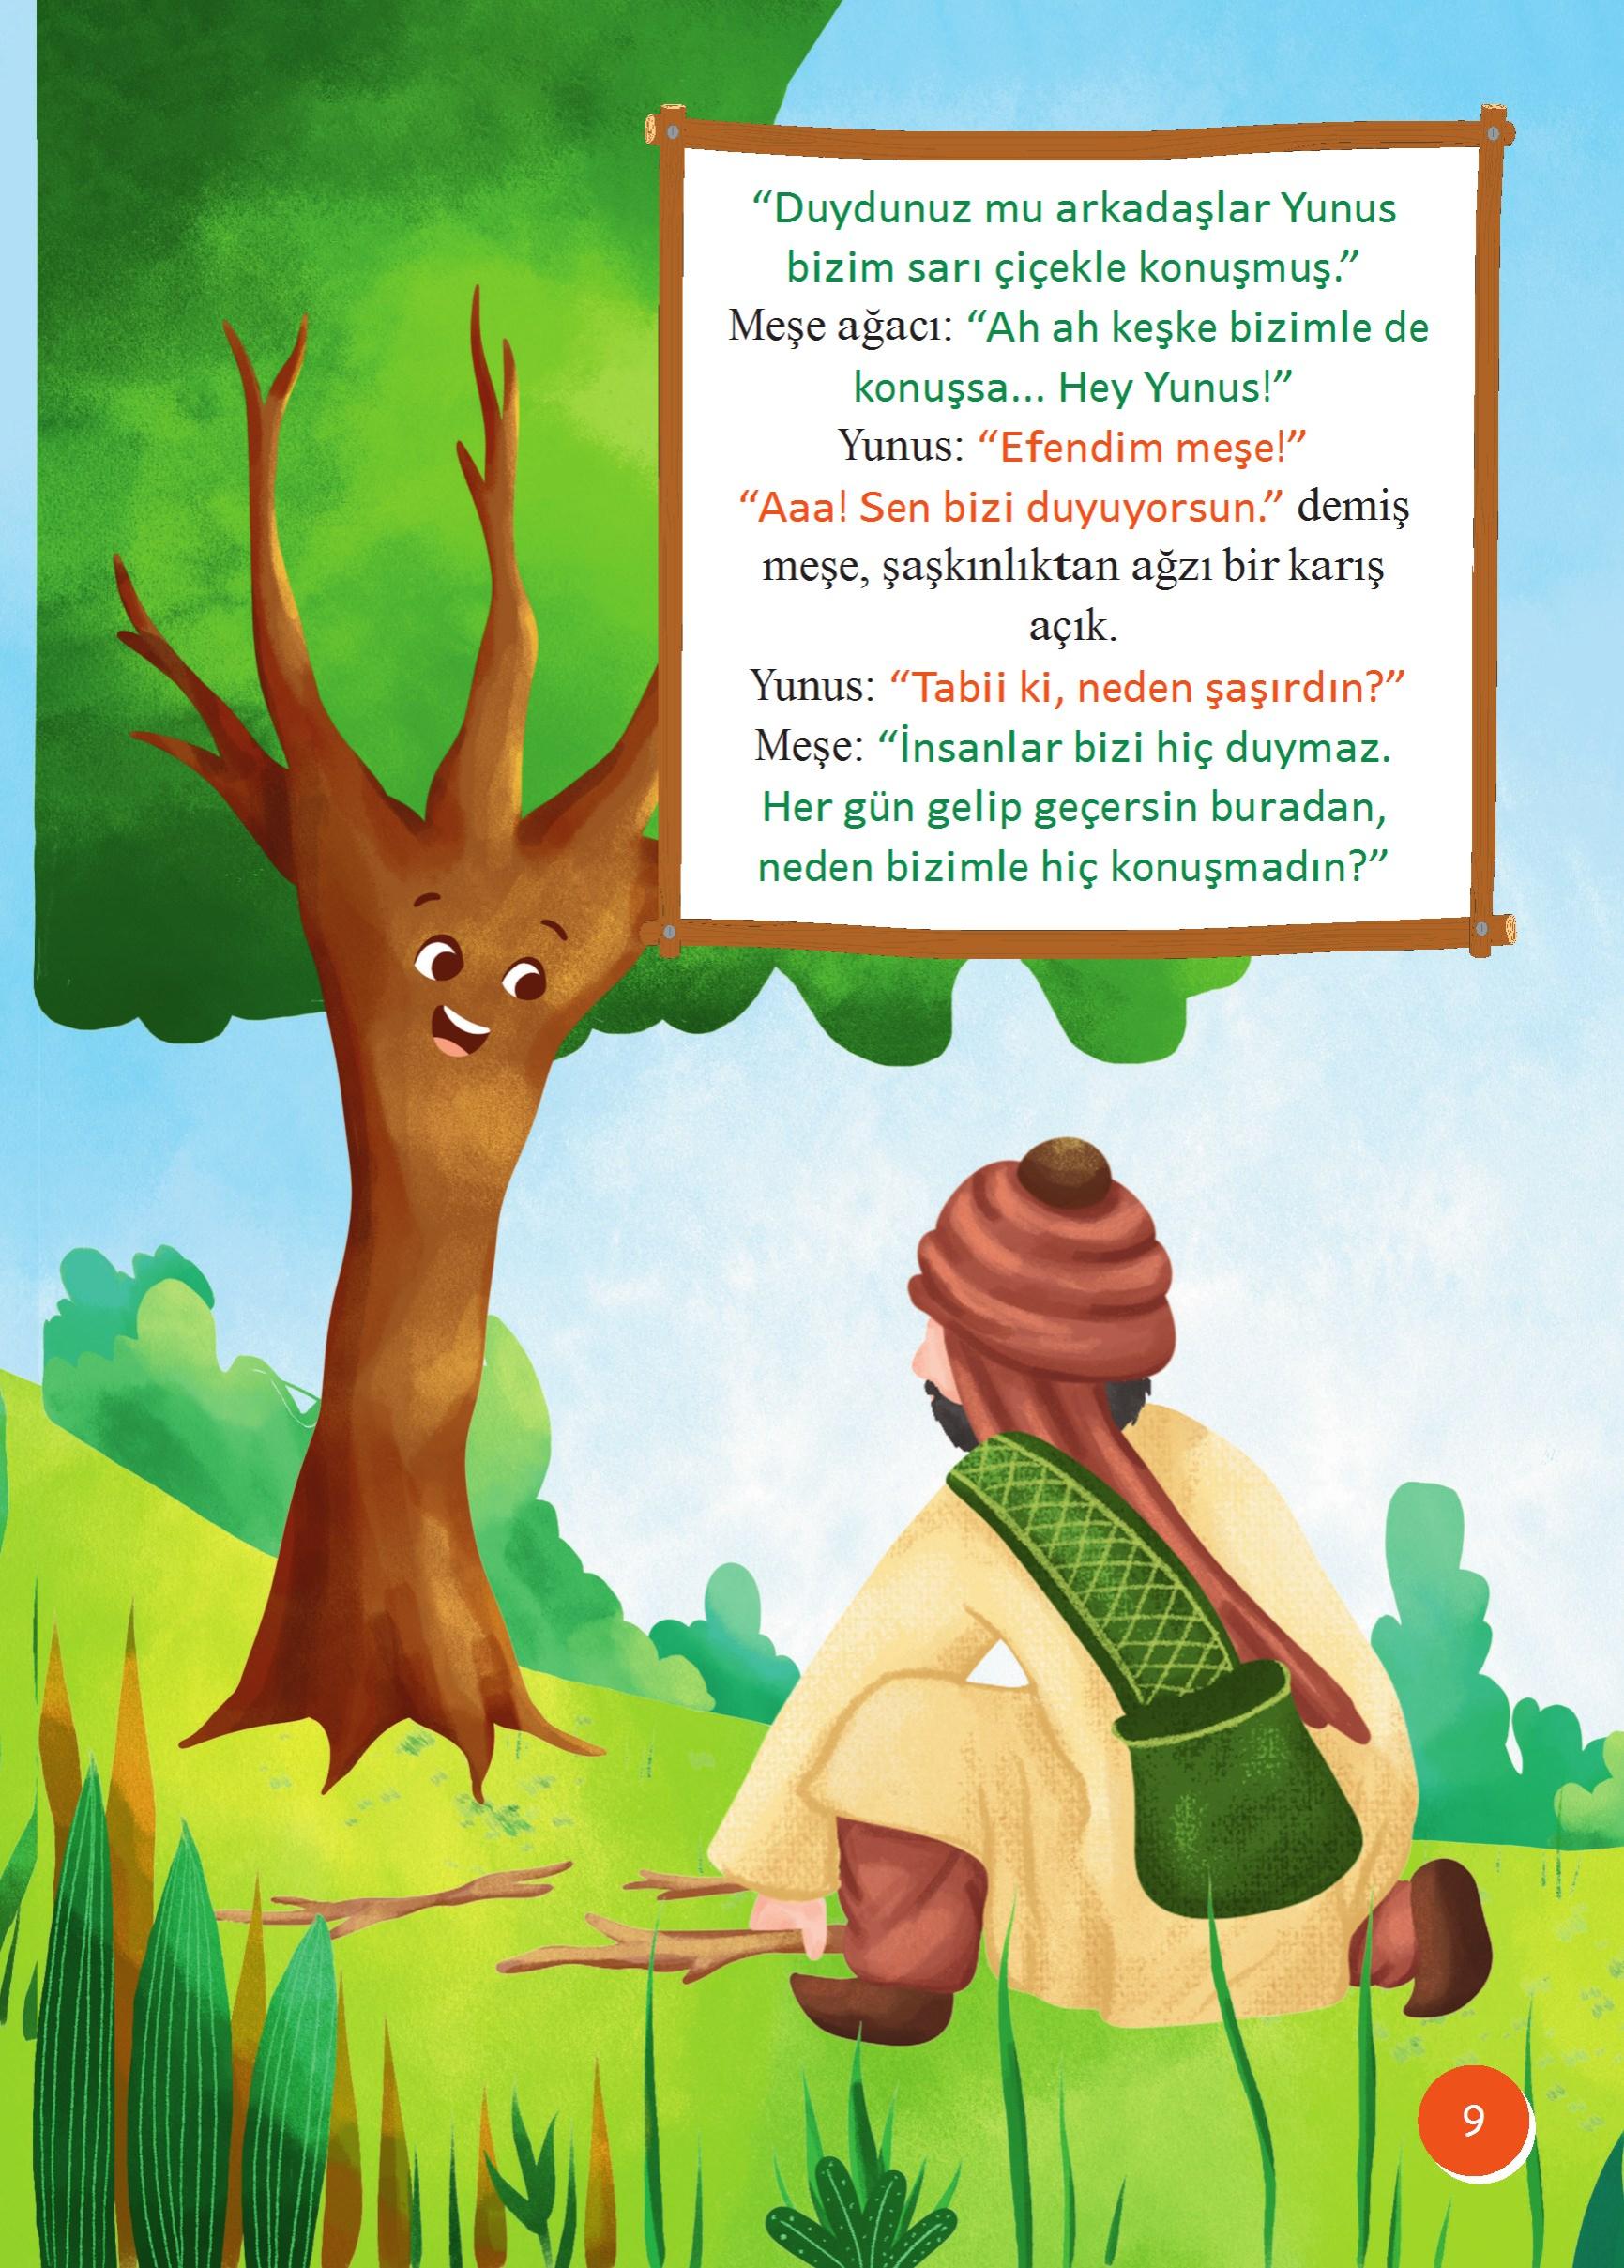 “Duydunuz mu arkadaşlar Yunus
bizim sarı çiçekle konuşmuş.”
Meşe ağacı: “Ah ah keşke bizimle de
konuşsa... Hey Yunus!”
Yunus: “Efendim meşe!”
“Aaa! Sen bizi duyuyorsun.” demiş
meşe, şaşkınlıktan ağzı bir karış
açık.
Yunus: “Tabii ki, neden şaşırdın?”
Meşe: “İnsanlar bizi hiç duymaz.
Her gün gelip geçersin buradan,
neden bizimle hiç konuşmadın?”
9